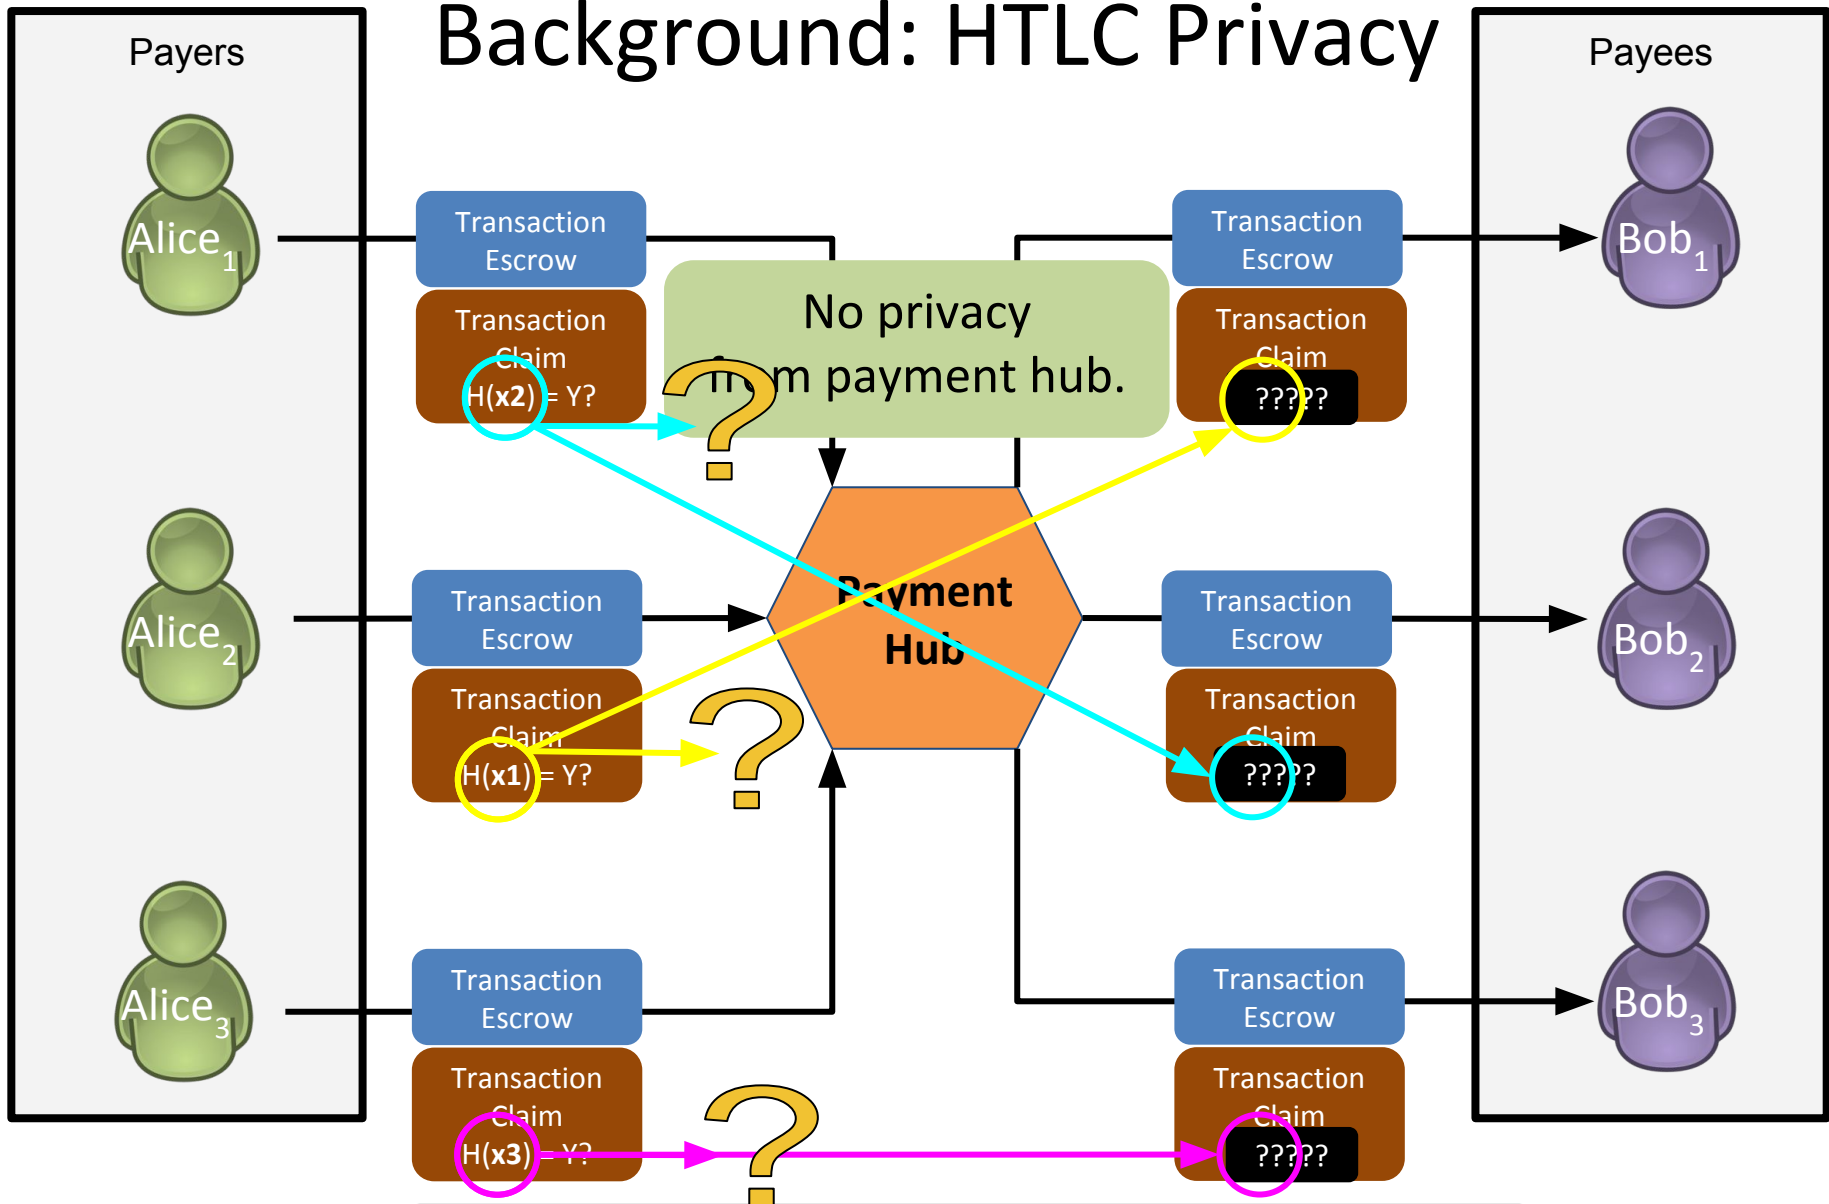 Background: HTLC Privacy
Payers
Payees
Alice1
Transaction
Escrow
Transaction
Claim
H(x2) = Y?
No privacy
from payment hub.
?
Transaction
Escrow
Transaction
Claim
?????
Bob1
Alice2
Transaction
Escrow
Transaction
Claim
H(x1) = Y?
?
Payment
Hub
Transaction
Escrow
Transaction
Claim
?????
Bob2
Alice3
Transaction
Escrow
Transaction
Claim
H(x3) = Y?
?
Transaction
Escrow
Transaction
Claim
?????
Bob3